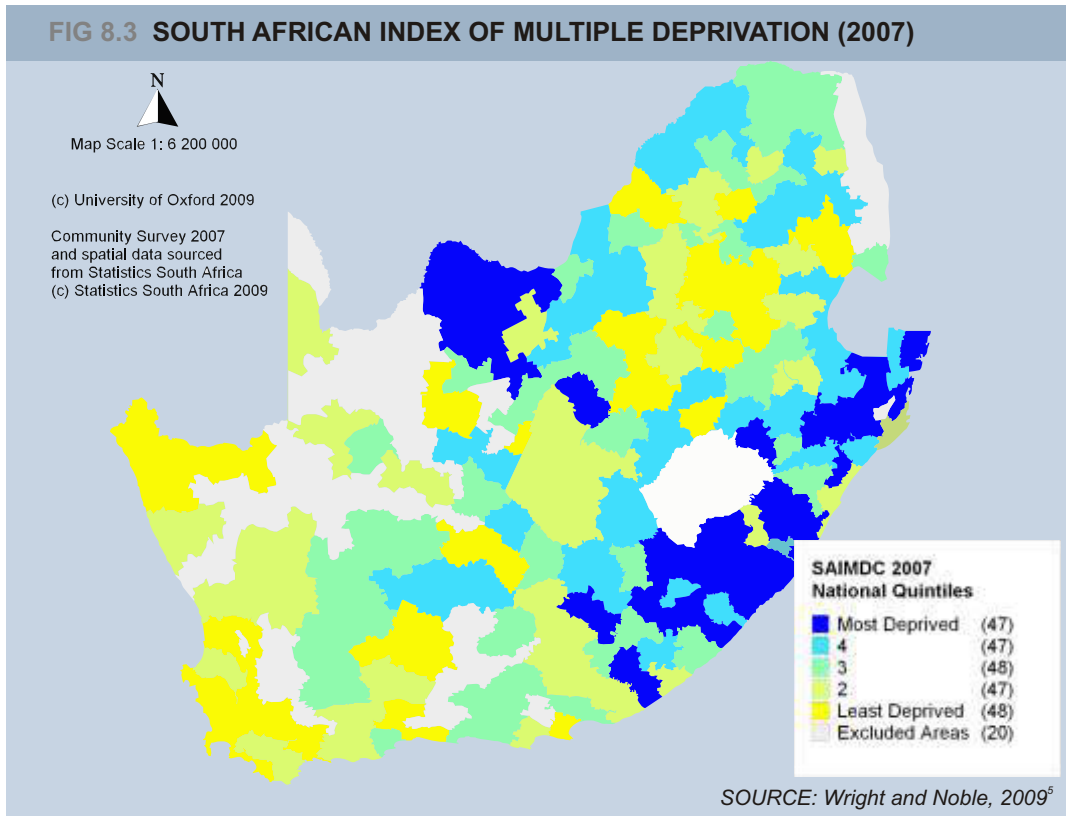 FIG 8.3 SOUTH AFRICAN INDEX OF MULTIPLE DEPRIVATION (2007)
N
Map Scale 1: 6 200 000
(c) University of Oxford 2009
Community Survey 2007
and spatial data sourced
from Statistics South Africa
(c) Statistics South Africa 2009
SAIMDC 2007
National Quintiles
Most Deprived (47)
4 (47)
3 (48)
2 (47)
Least Deprived (48)
Excluded Areas (20)
SOURCE: Wright and Noble, 2009⁵